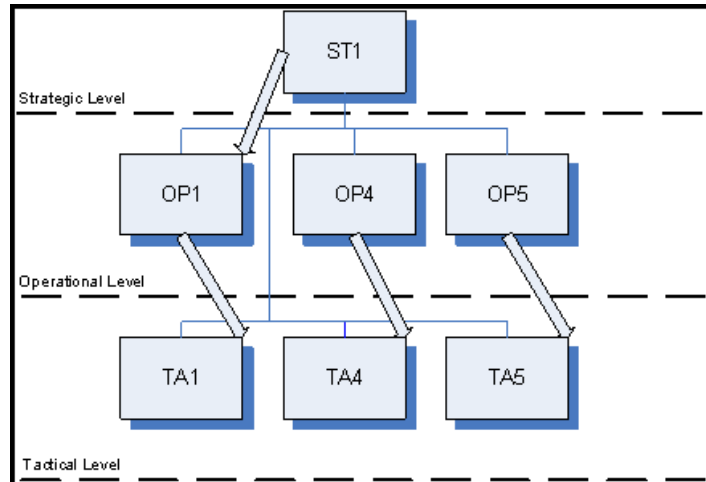 ST1
Strategic Level
OP1
OP4
OP5
Operational Level
TA1
TA4
TA5
Tactical Level